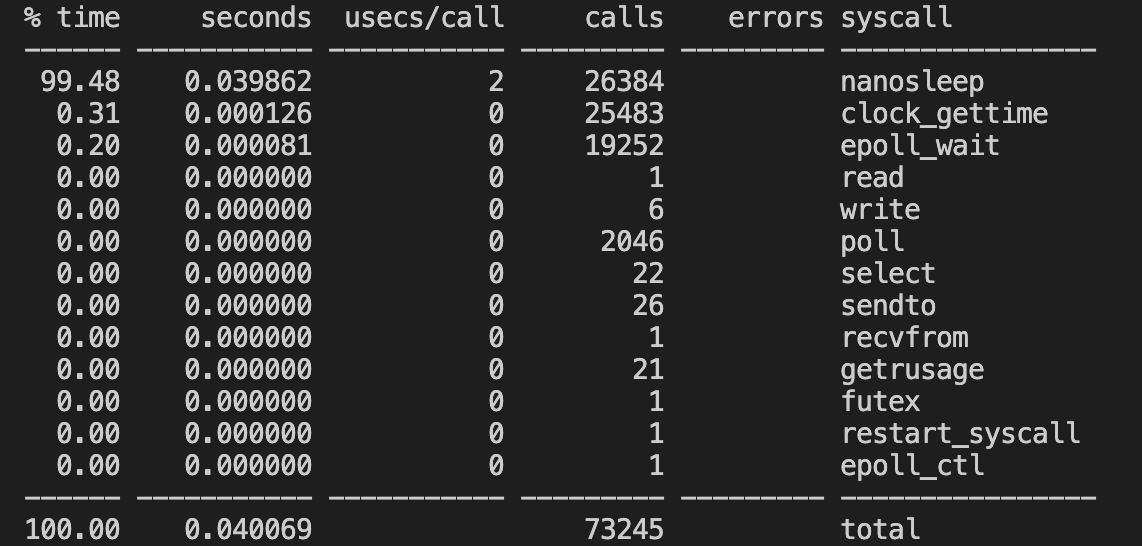 % time     seconds  usecs/call     calls    errors syscall
------ ----------- ----------- --------- --------- ----------------
 99.48    0.039862           2     26384           nanosleep
  0.31    0.000126           0     25483           clock_gettime
  0.20    0.000081           0     19252           epoll_wait
  0.00    0.000000           0         1           read
  0.00    0.000000           0         6           write
  0.00    0.000000           0      2046           poll
  0.00    0.000000           0        22           select
  0.00    0.000000           0        26           sendto
  0.00    0.000000           0         1           recvfrom
  0.00    0.000000           0        21           getrusage
  0.00    0.000000           0         1           futex
  0.00    0.000000           0         1           restart_syscall
  0.00    0.000000           0         1           epoll_ctl
------ ----------- ----------- --------- --------- ----------------
100.00    0.040069                 73245           total